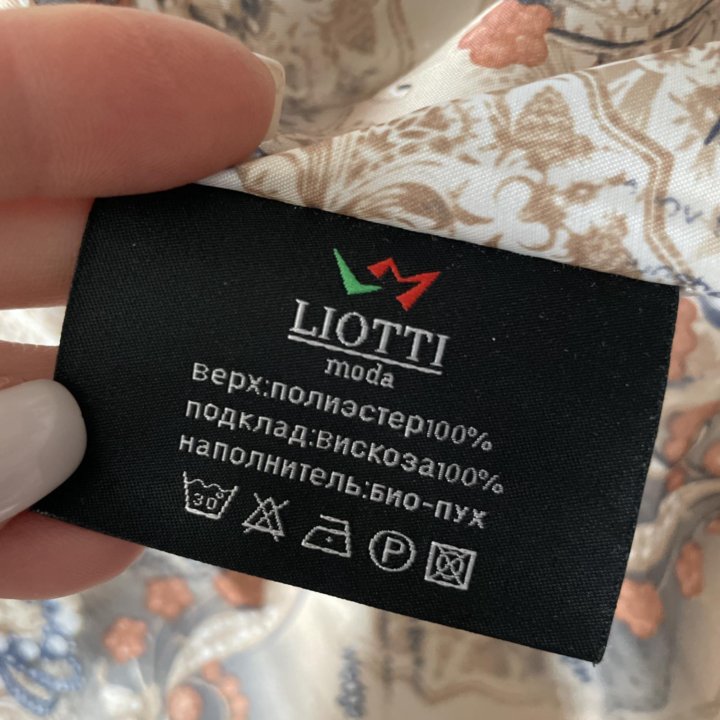 LIOTTI
moda
верх:полиэстер100%
подклад:вискоза100%
наполнитель:био-пух
30° P